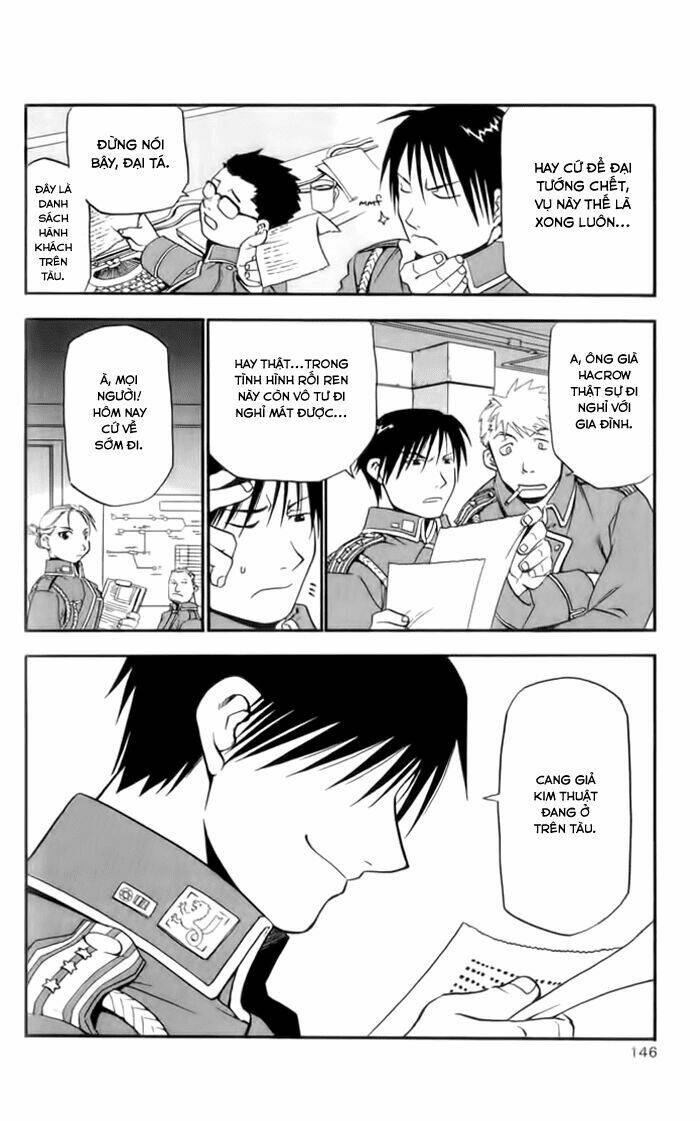 HAY CỨ ĐỂ ĐẠI
TƯỚNG CHẾT,
VỤ NÀY THẾ LÀ
XONG LUÔN...
MMF
ĐỪNG NÓI
BẬY, ĐẠI TÁ.
ĐÂY LÀ
DANH
SÁCH
HÀNH
KHÁCH
TRÊN
TÀU.
A, ÔNG GIÀ
HACROW
THẬT SỰ ĐI
NGHỈ VỚI
GIA ĐÌNH.
HAY THẬT...TRONG
TÌNH HÌNH RỐI REN
NÀY CÒN VÔ TƯ ĐI
NGHỈ MÁT ĐƯỢC...
À, MỌI
NGƯỜI!
HÔM NAY
CỨ VỀ
SỚM ĐI.
CANG GIẢ
KIM THUẬT
ĐANG Ở
TRÊN TÀU.
146